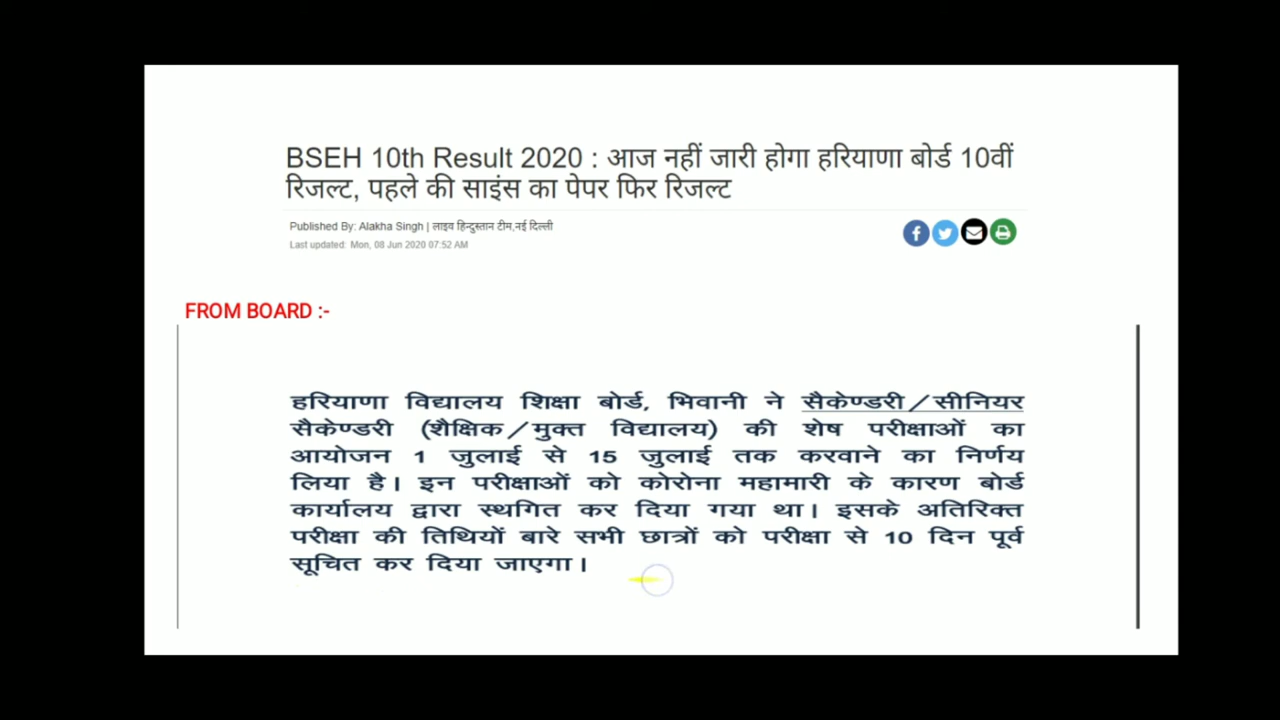 BSEH 10th Result 2020 : आज नहीं जारी होगा हरियाणा बोर्ड 10वीं
रिजल्ट, पहले की साइंस का पेपर फिर रिजल्ट
Published By: Alakha Singh | लाइव हिन्दुस्तान टीम,नई दिल्ली
Last updated: Mon, 08 Jun 2020 07:52 AM
FROM BOARD :-
हरियाणा विद्यालय शिक्षा बोर्ड, भिवानी ने सैकेण्डरी/सीनियर
सैकेण्डरी (शैक्षिक/मुक्त विद्यालय) की शेष परीक्षाओं का
आयोजन 1 जुलाई से 15 जुलाई तक करवाने का निर्णय
लिया है। इन परीक्षाओं को कोरोना महामारी के कारण बोर्ड
कार्यालय द्वारा स्थगित कर दिया गया था। इसके अतिरिक्त
परीक्षा की तिथियों बारे सभी छात्रों को परीक्षा से 10 दिन पूर्व
सूचित कर दिया जाएगा।